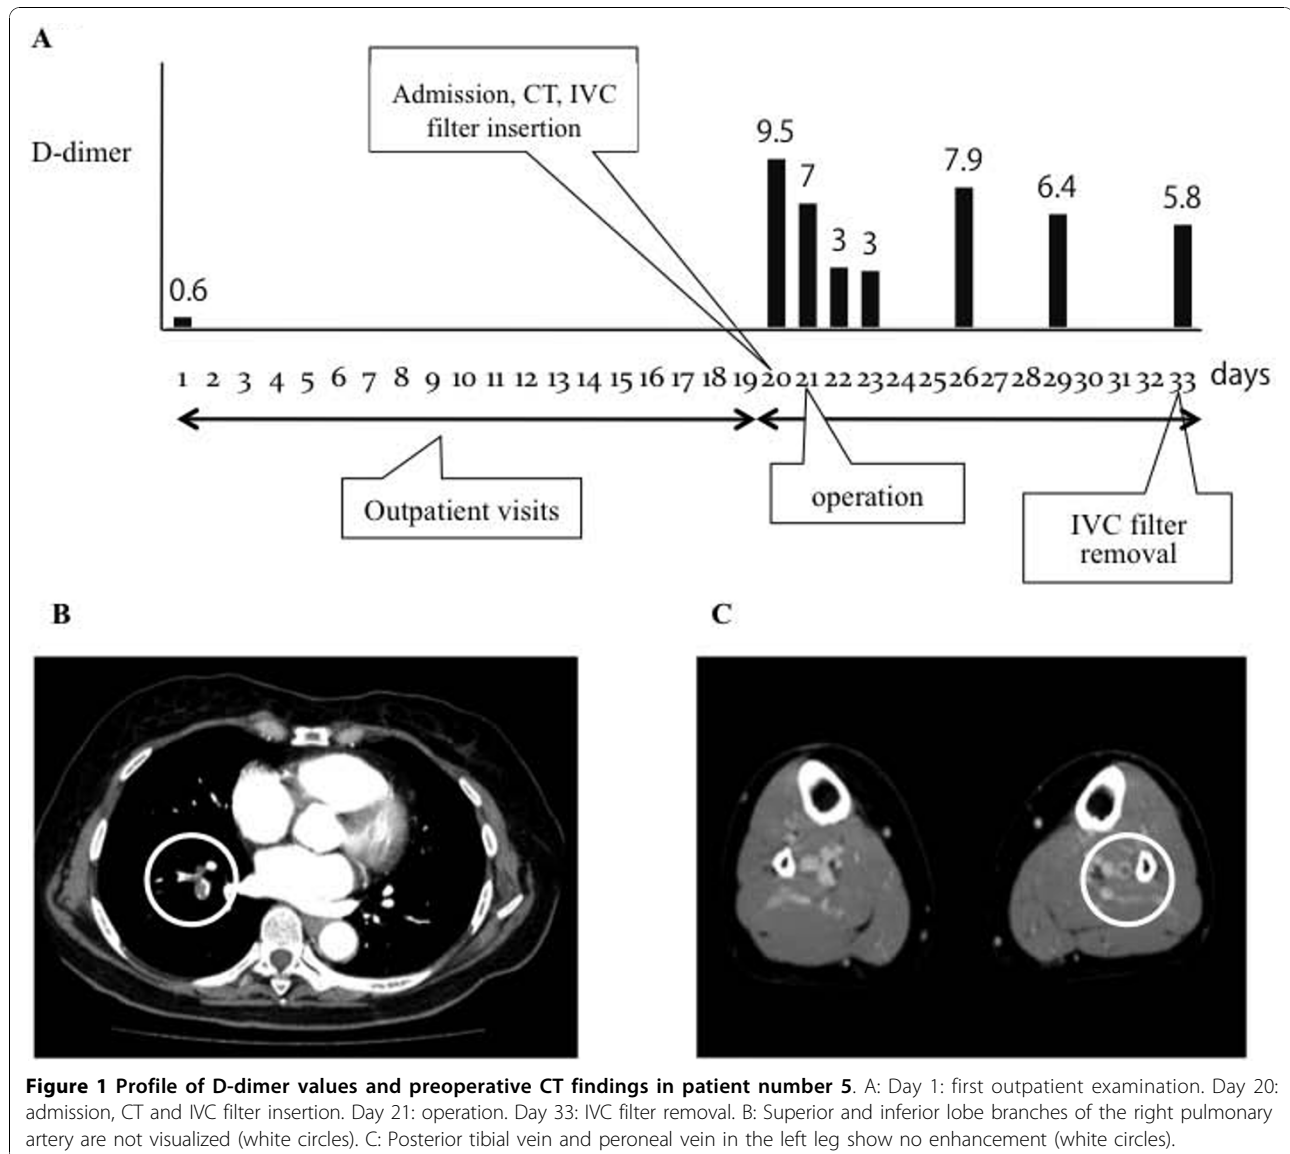 A
Admission, CT, IVC
filter insertion
D-dimer
0.6
9.5
7
3
3
7.9
6.4
5.8
1 2 3 4 5 6 7 8 9 10 11 12 13 14 15 16 17 18 19 20 21 22 23 24 25 26 27 28 29 30 31 32 33 days
Outpatient visits
operation
IVC filter
removal
B
C
Figure 1 Profile of D-dimer values and preoperative CT findings in patient number 5. A: Day 1: first outpatient examination. Day 20:
admission, CT and IVC filter insertion. Day 21: operation. Day 33: IVC filter removal. B: Superior and inferior lobe branches of the right pulmonary
artery are not visualized (white circles). C: Posterior tibial vein and peroneal vein in the left leg show no enhancement (white circles).